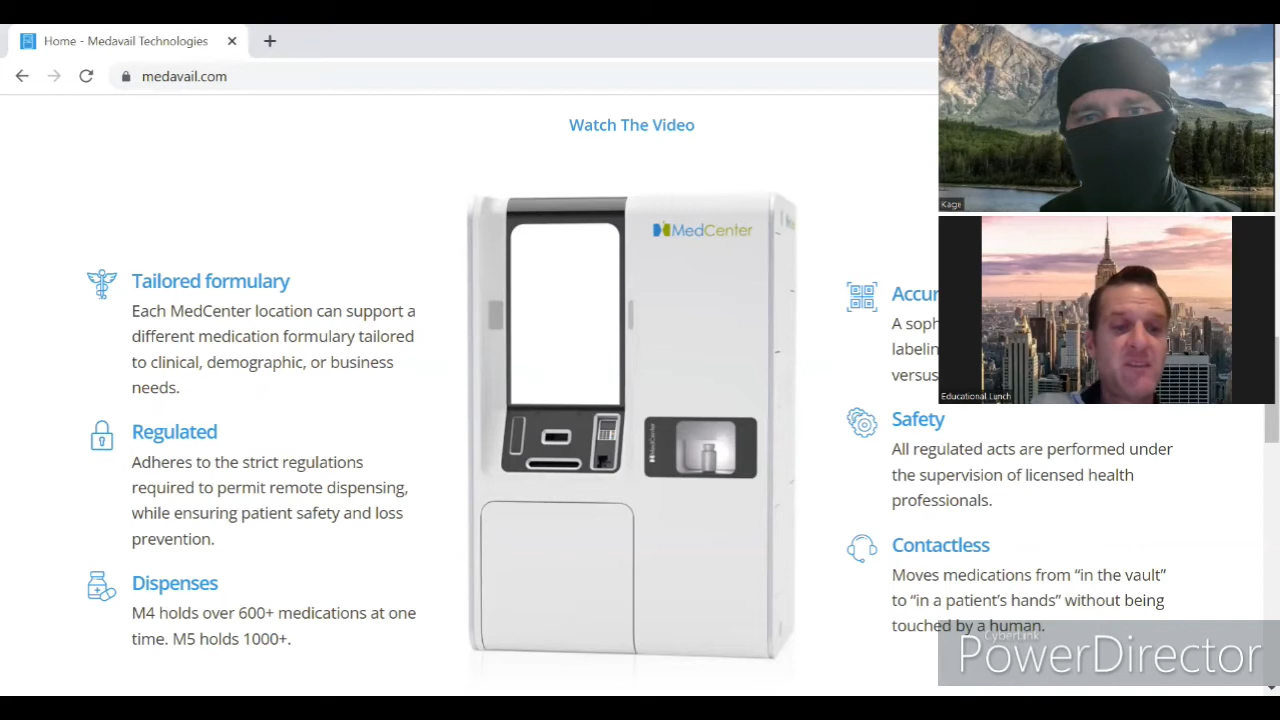 Home - Medavail Technologies
medavail.com
Watch The Video
MedCenter
Tailored formulary
Each MedCenter location can support a
different medication formulary tailored
to clinical, demographic, or business
needs.
Regulated
Adheres to the strict regulations
required to permit remote dispensing,
while ensuring patient safety and loss
prevention.
Dispenses
M4 holds over 600+ medications at one
time. M5 holds 1000+.
MedCenter
Accur
A soph
labeling
versus
Safety
All regulated acts are performed under
the supervision of licensed health
professionals.
Contactless
Moves medications from “in the vault”
to “in a patient’s hands” without being
touched by a human.
Kage
Educational Lunch
CyberLink
PowerDirector